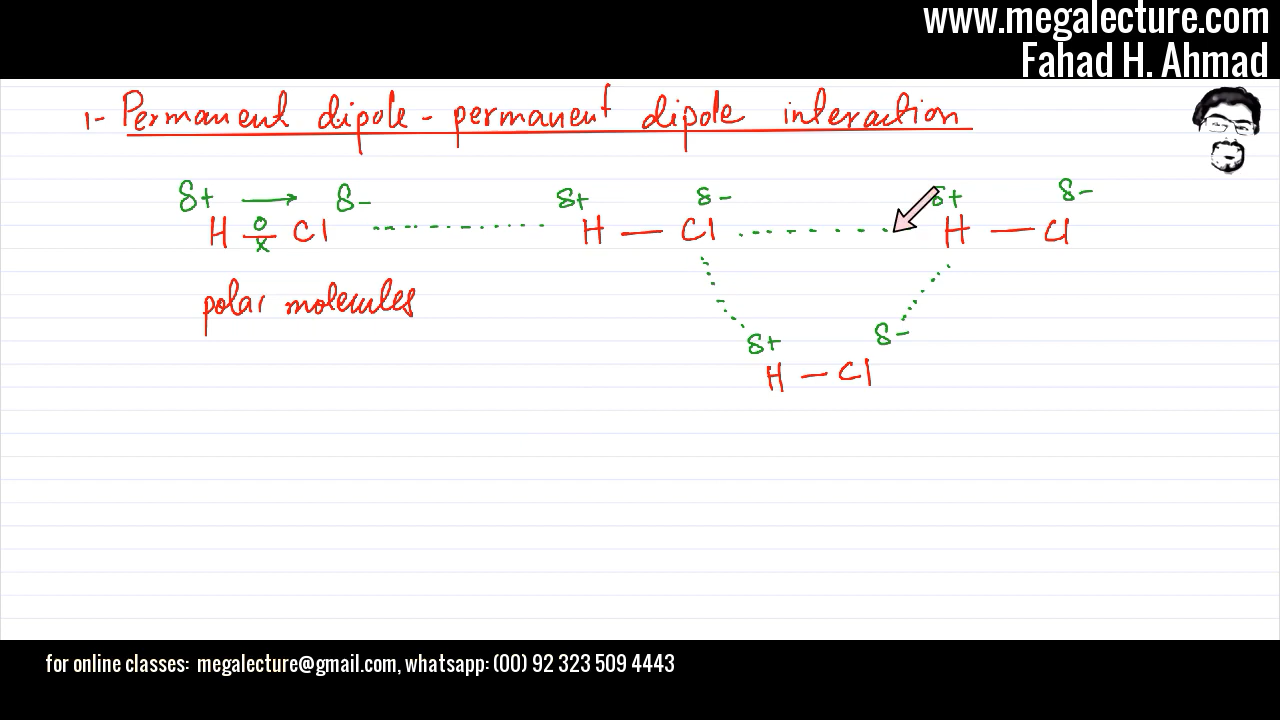 www.megalecture.com
Fahad H. Ahmad
1- Permanent dipole - permanent dipole interaction
δ+ → δ- δ+ δ- δ+ δ-
H o/x Cl ............ H — Cl ............ H — Cl
polar molecules
δ+ δ-
H — Cl
for online classes: megalecture@gmail.com, whatsapp: (00) 92 323 509 4443